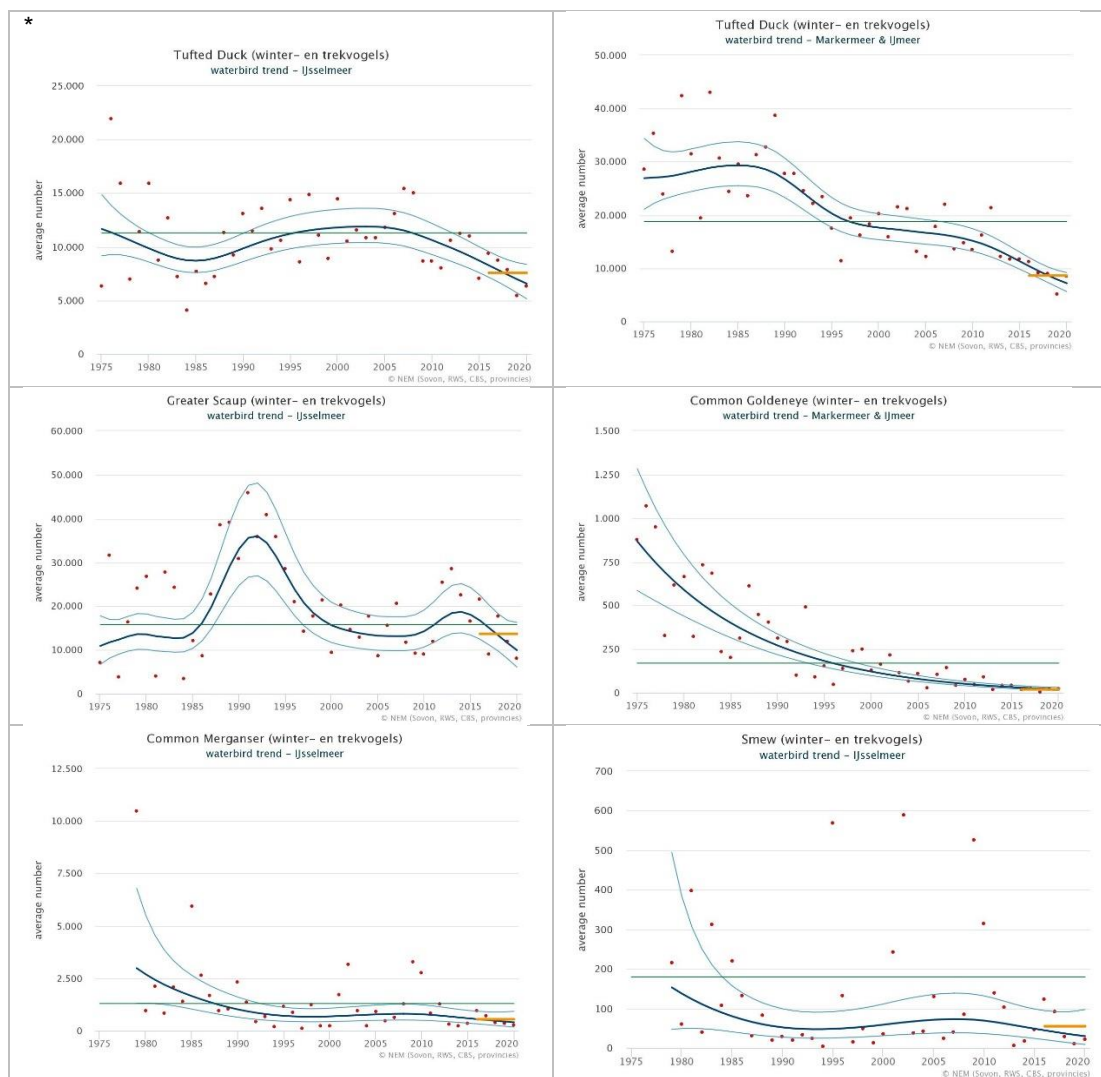 *
Tufted Duck (winter- en trekvogels)
waterbird trend - IJsselmeer
average number
25.000
20.000
15.000
10.000
5.000
0
1975 1980 1985 1990 1995 2000 2005 2010 2015 2020
© NEM (Sovon, RWS, CBS, provincies)
Tufted Duck (winter- en trekvogels)
waterbird trend - Markermeer & IJmeer
average number
50.000
40.000
30.000
20.000
10.000
0
1975 1980 1985 1990 1995 2000 2005 2010 2015 2020
© NEM (Sovon, RWS, CBS, provincies)
Greater Scaup (winter- en trekvogels)
waterbird trend - IJsselmeer
average number
60.000
50.000
40.000
30.000
20.000
10.000
0
1975 1980 1985 1990 1995 2000 2005 2010 2015 2020
© NEM (Sovon, RWS, CBS, provincies)
Common Goldeneye (winter- en trekvogels)
waterbird trend - Markermeer & IJmeer
average number
1.500
1.250
1.000
750
500
250
0
1975 1980 1985 1990 1995 2000 2005 2010 2015 2020
© NEM (Sovon, RWS, CBS, provincies)
Common Merganser (winter- en trekvogels)
waterbird trend - IJsselmeer
average number
12.500
10.000
7.500
5.000
2.500
0
1975 1980 1985 1990 1995 2000 2005 2010 2015 2020
© NEM (Sovon, RWS, CBS, provincies)
Smew (winter- en trekvogels)
waterbird trend - IJsselmeer
average number
700
600
500
400
300
200
100
0
1975 1980 1985 1990 1995 2000 2005 2010 2015 2020
© NEM (Sovon, RWS, CBS, provincies)